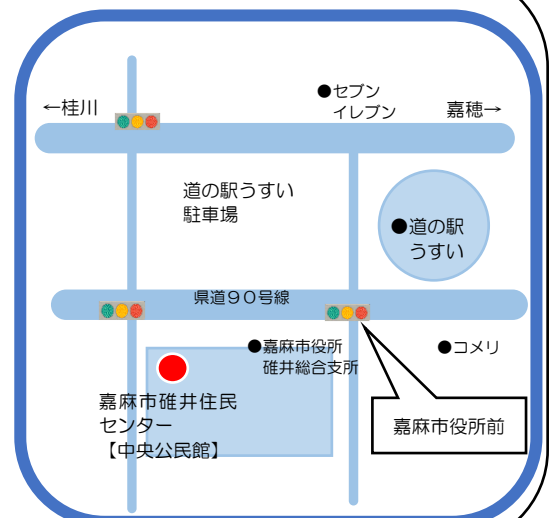 ●セブン
イレブン
←桂川
嘉穂→
道の駅うすい
駐車場
●道の駅
うすい
県道90号線
●嘉麻市役所
碓井総合支所
●コメリ
嘉麻市碓井住民
センター
【中央公民館】
嘉麻市役所前